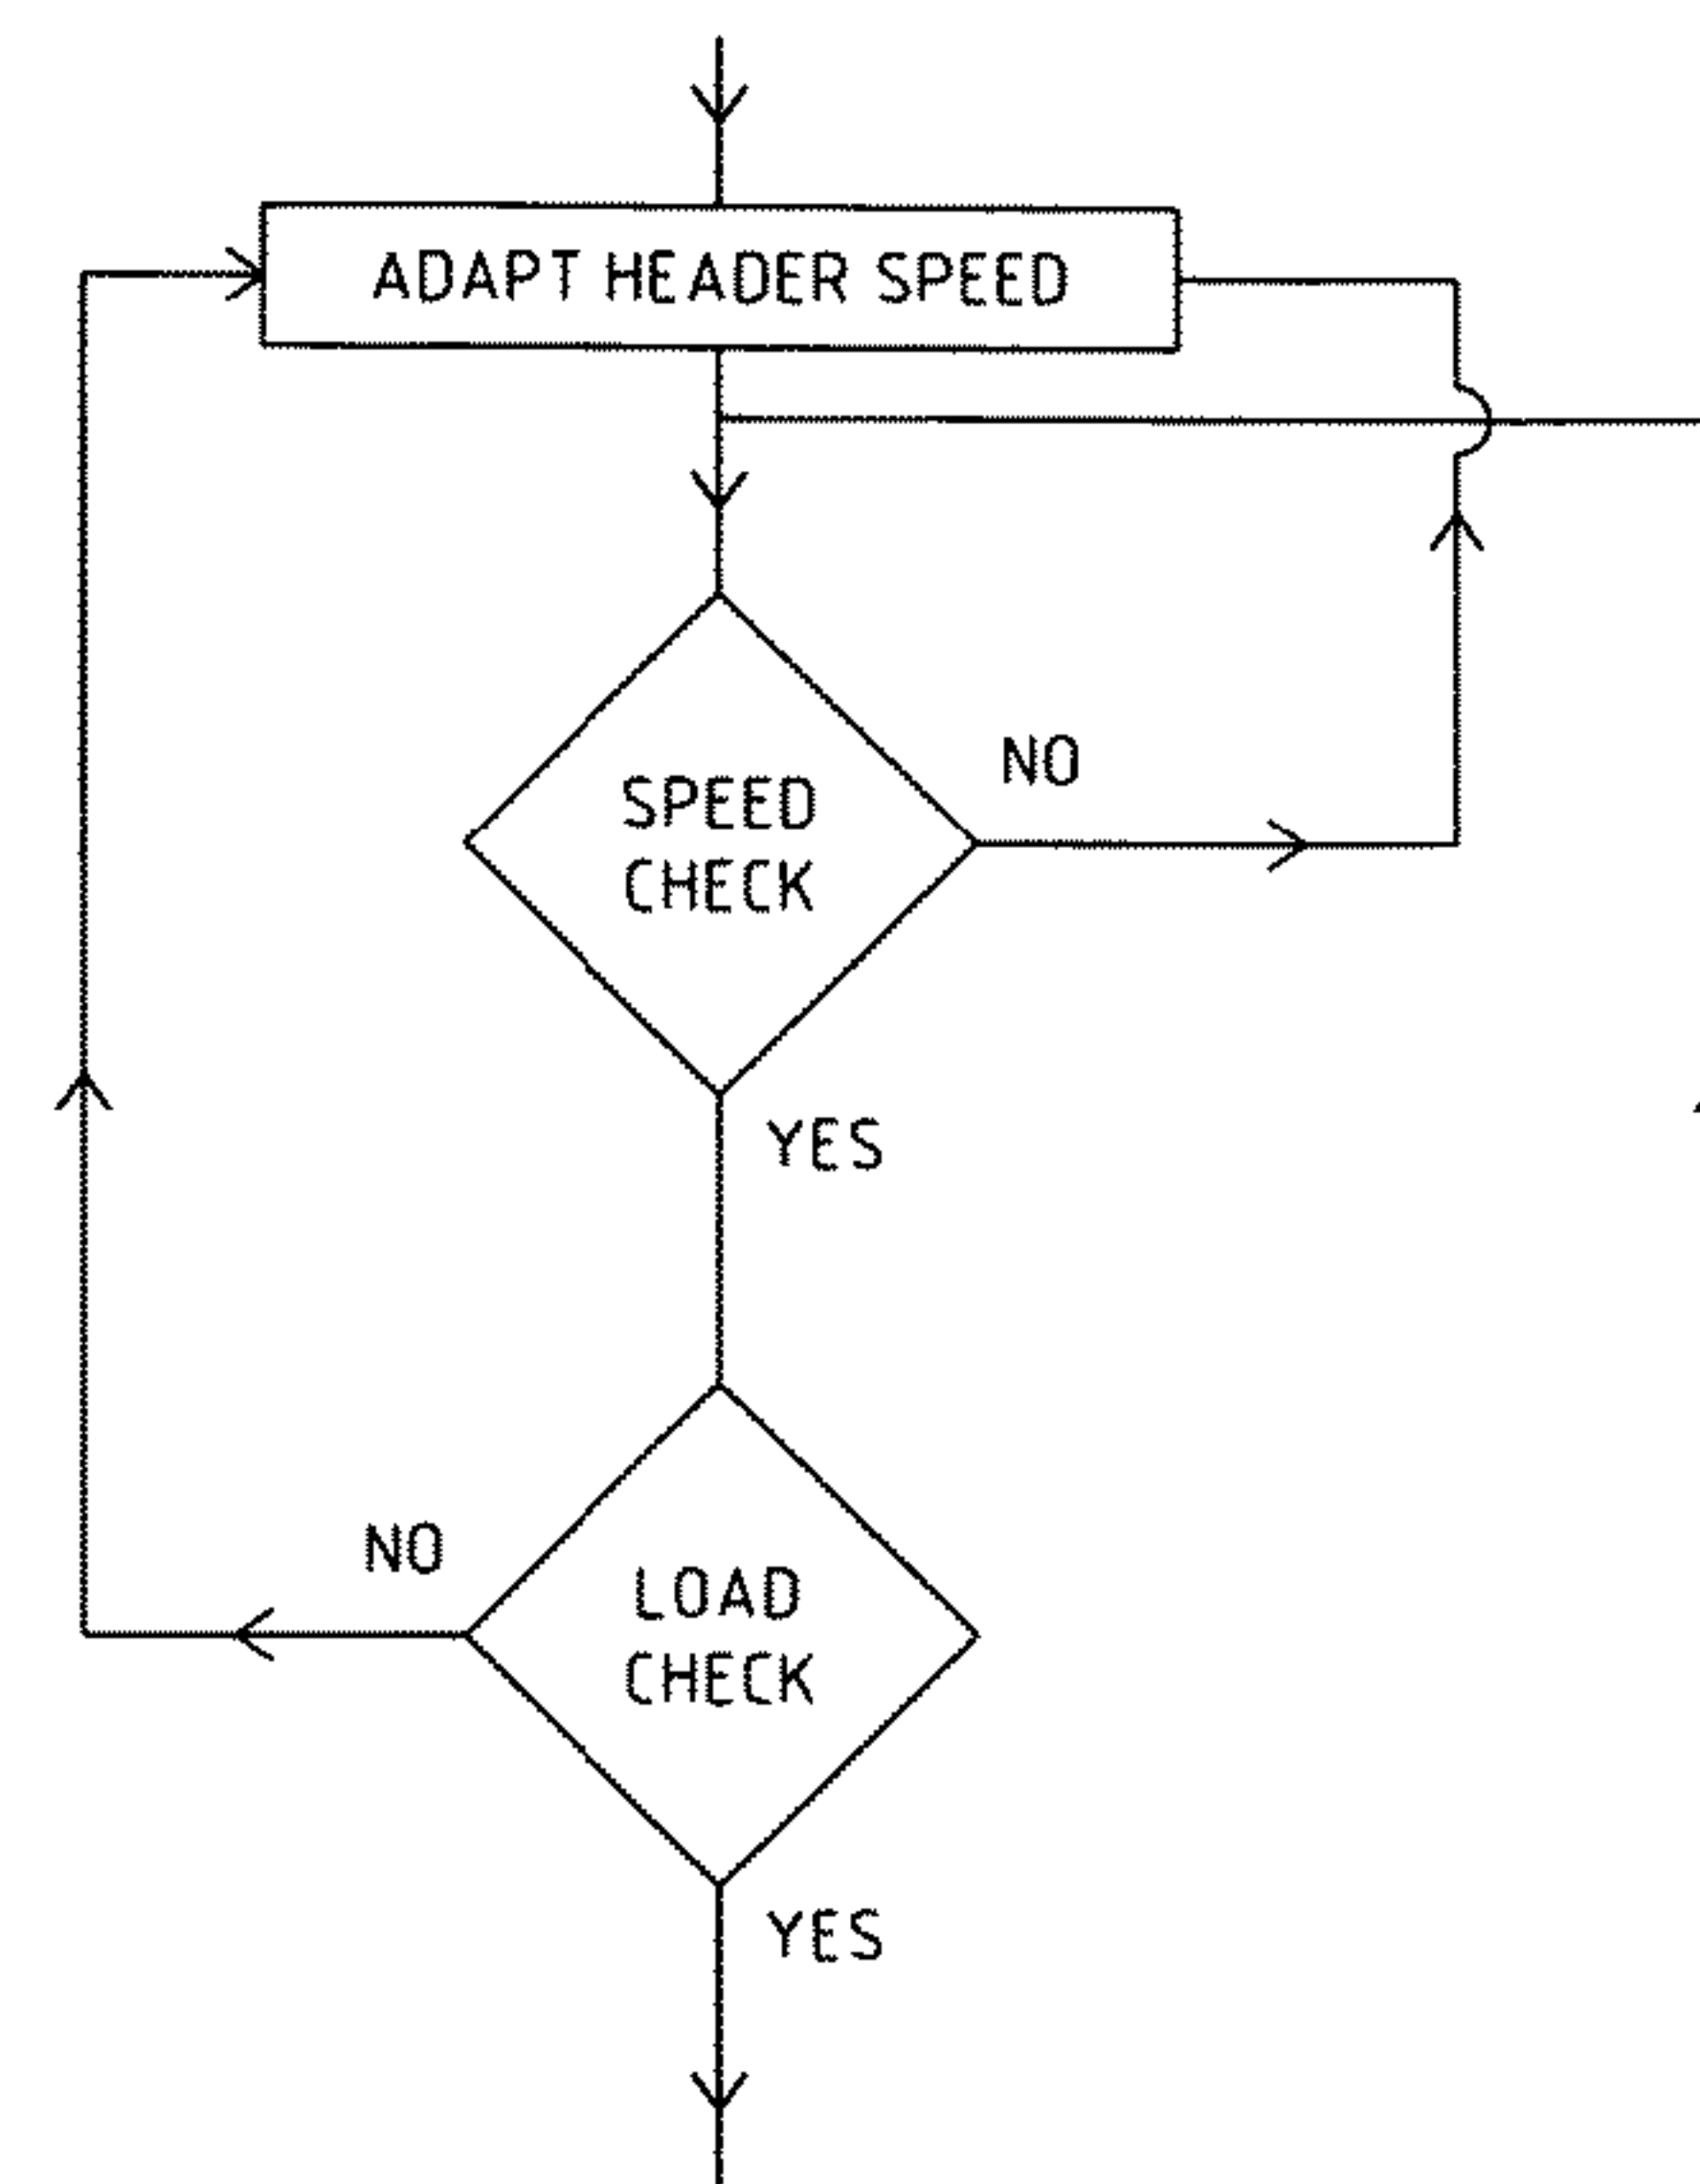 ADAPT HEADER SPEED
NO
SPEED
CHECK
YES
NO
LOAD
CHECK
YES